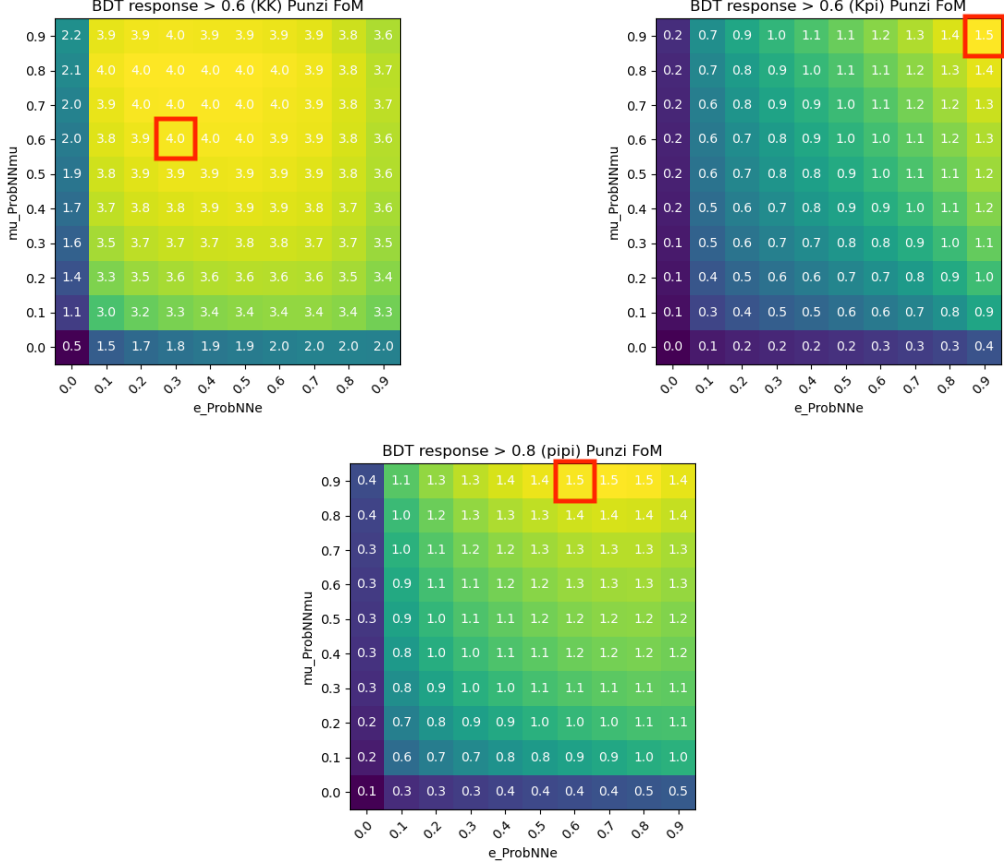 BDT response > 0.6 (KK) Punzi FoM
mu_ProbNNmu
0.9 2.2 3.9 3.9 4.0 3.9 3.9 3.9 3.9 3.8 3.6
0.8 2.1 4.0 4.0 4.0 4.0 4.0 4.0 3.9 3.8 3.7
0.7 2.0 3.9 4.0 4.0 4.0 4.0 4.0 3.9 3.8 3.7
0.6 2.0 3.8 3.9 4.0 4.0 4.0 3.9 3.9 3.8 3.6
0.5 1.9 3.8 3.9 3.9 3.9 3.9 3.9 3.9 3.8 3.6
0.4 1.7 3.7 3.8 3.8 3.9 3.9 3.9 3.8 3.7 3.6
0.3 1.6 3.5 3.7 3.7 3.7 3.8 3.8 3.7 3.7 3.5
0.2 1.4 3.3 3.5 3.6 3.6 3.6 3.6 3.6 3.5 3.4
0.1 1.1 3.0 3.2 3.3 3.4 3.4 3.4 3.4 3.4 3.3
0.0 0.5 1.5 1.7 1.8 1.9 1.9 2.0 2.0 2.0 2.0
0.0 0.1 0.2 0.3 0.4 0.5 0.6 0.7 0.8 0.9
e_ProbNNe
BDT response > 0.6 (Kpi) Punzi FoM
mu_ProbNNmu
0.9 0.2 0.7 0.9 1.0 1.1 1.1 1.2 1.3 1.4 1.5
0.8 0.2 0.7 0.8 0.9 1.0 1.1 1.1 1.2 1.3 1.4
0.7 0.2 0.6 0.8 0.9 0.9 1.0 1.1 1.2 1.2 1.3
0.6 0.2 0.6 0.7 0.8 0.9 1.0 1.0 1.1 1.2 1.3
0.5 0.2 0.6 0.7 0.8 0.8 0.9 1.0 1.1 1.1 1.2
0.4 0.2 0.5 0.6 0.7 0.8 0.9 0.9 1.0 1.1 1.2
0.3 0.1 0.5 0.6 0.7 0.7 0.8 0.8 0.9 1.0 1.1
0.2 0.1 0.4 0.5 0.6 0.6 0.7 0.7 0.8 0.9 1.0
0.1 0.1 0.3 0.4 0.5 0.5 0.6 0.6 0.7 0.8 0.9
0.0 0.0 0.1 0.2 0.2 0.2 0.2 0.3 0.3 0.3 0.4
0.0 0.1 0.2 0.3 0.4 0.5 0.6 0.7 0.8 0.9
e_ProbNNe
BDT response > 0.8 (pipi) Punzi FoM
mu_ProbNNmu
0.9 0.4 1.1 1.3 1.3 1.4 1.4 1.5 1.5 1.5 1.4
0.8 0.4 1.0 1.2 1.3 1.3 1.3 1.4 1.4 1.4 1.4
0.7 0.3 1.0 1.1 1.2 1.2 1.3 1.3 1.3 1.3 1.3
0.6 0.3 0.9 1.1 1.1 1.2 1.2 1.3 1.3 1.3 1.3
0.5 0.3 0.9 1.0 1.1 1.1 1.2 1.2 1.2 1.2 1.2
0.4 0.3 0.8 1.0 1.0 1.1 1.1 1.2 1.2 1.2 1.2
0.3 0.3 0.8 0.9 1.0 1.0 1.1 1.1 1.1 1.1 1.1
0.2 0.2 0.7 0.8 0.9 0.9 1.0 1.0 1.0 1.1 1.1
0.1 0.2 0.6 0.7 0.7 0.8 0.8 0.9 0.9 1.0 1.0
0.0 0.1 0.3 0.3 0.3 0.4 0.4 0.4 0.4 0.5 0.5
0.0 0.1 0.2 0.3 0.4 0.5 0.6 0.7 0.8 0.9
e_ProbNNe